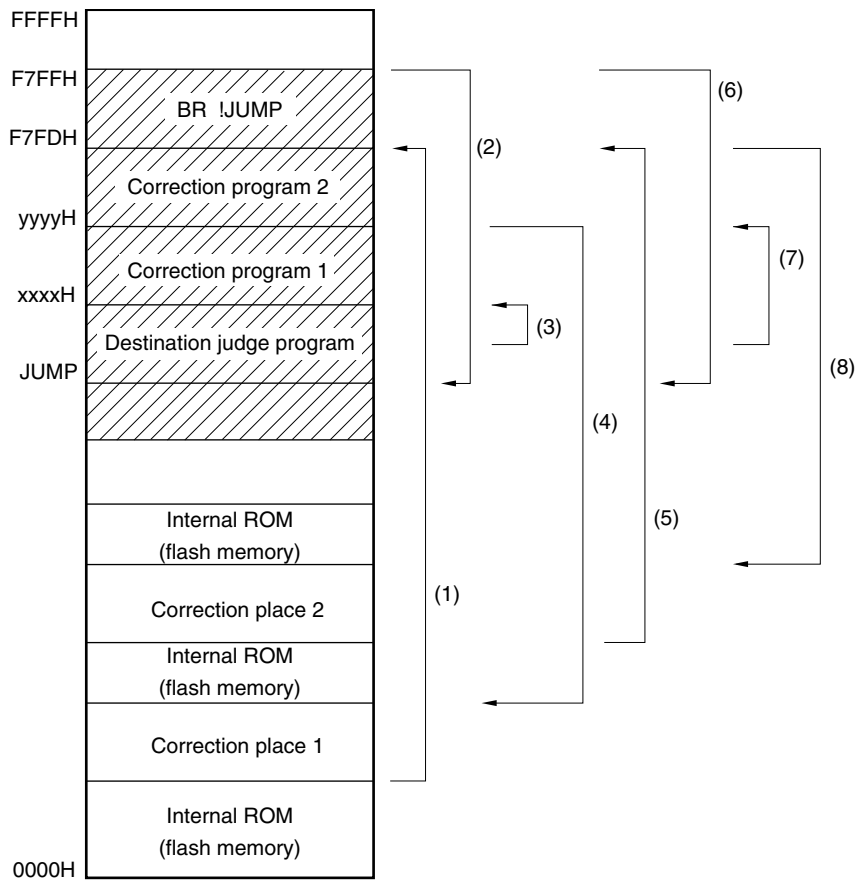 FFFFH
F7FFH
BR !JUMP
(6)
F7FDH
(2)
Correction program 2
yyyyH
Correction program 1
(7)
xxxxH
(3)
Destination judge program
JUMP
(8)
(4)
Internal ROM
(flash memory)
(5)
(1)
Correction place 2
Internal ROM
(flash memory)
Correction place 1
Internal ROM
(flash memory)
0000H